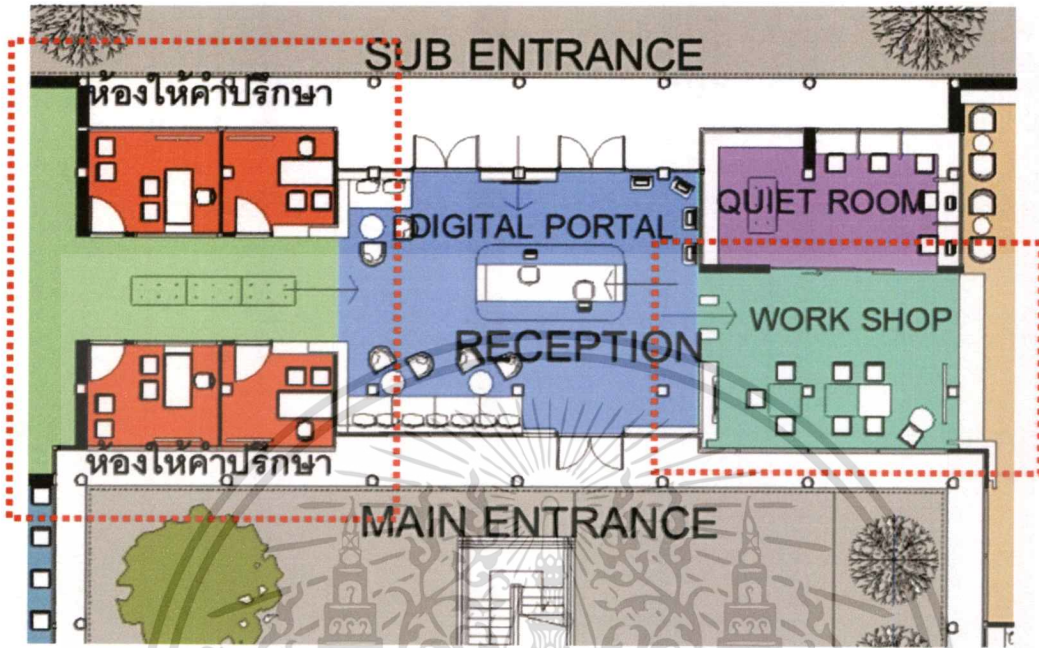 SUB ENTRANCE
ห้องให้คำปรึกษา
DIGITAL PORTAL
QUIET ROOM
RECEPTION
WORK SHOP
ห้องให้คำปรึกษา
MAIN ENTRANCE